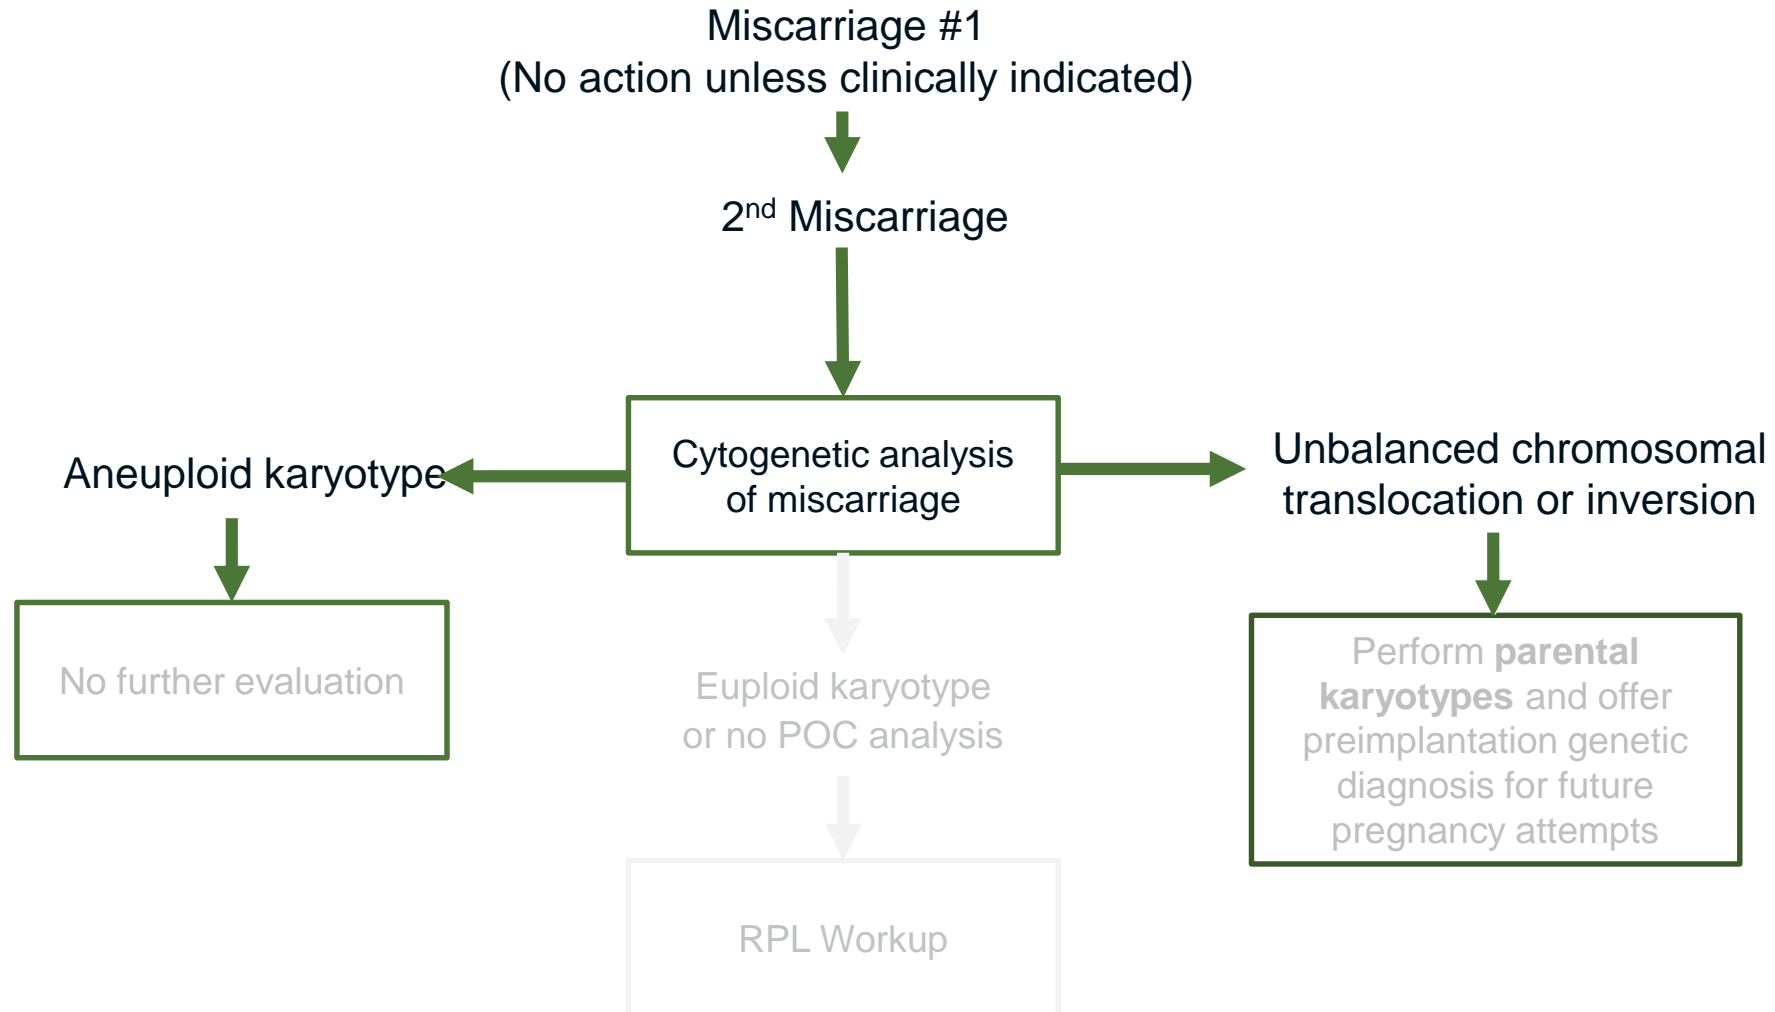 Miscarriage #1
(No action unless clinically indicated)
2nd Miscarriage
Cytogenetic analysis
of miscarriage
Aneuploid karyotype
Unbalanced chromosomal
translocation or inversion
No further evaluation
Euploid karyotype
or no POC analysis
Perform parental
karyotypes and offer
preimplantation genetic
diagnosis for future
pregnancy attempts
RPL Workup